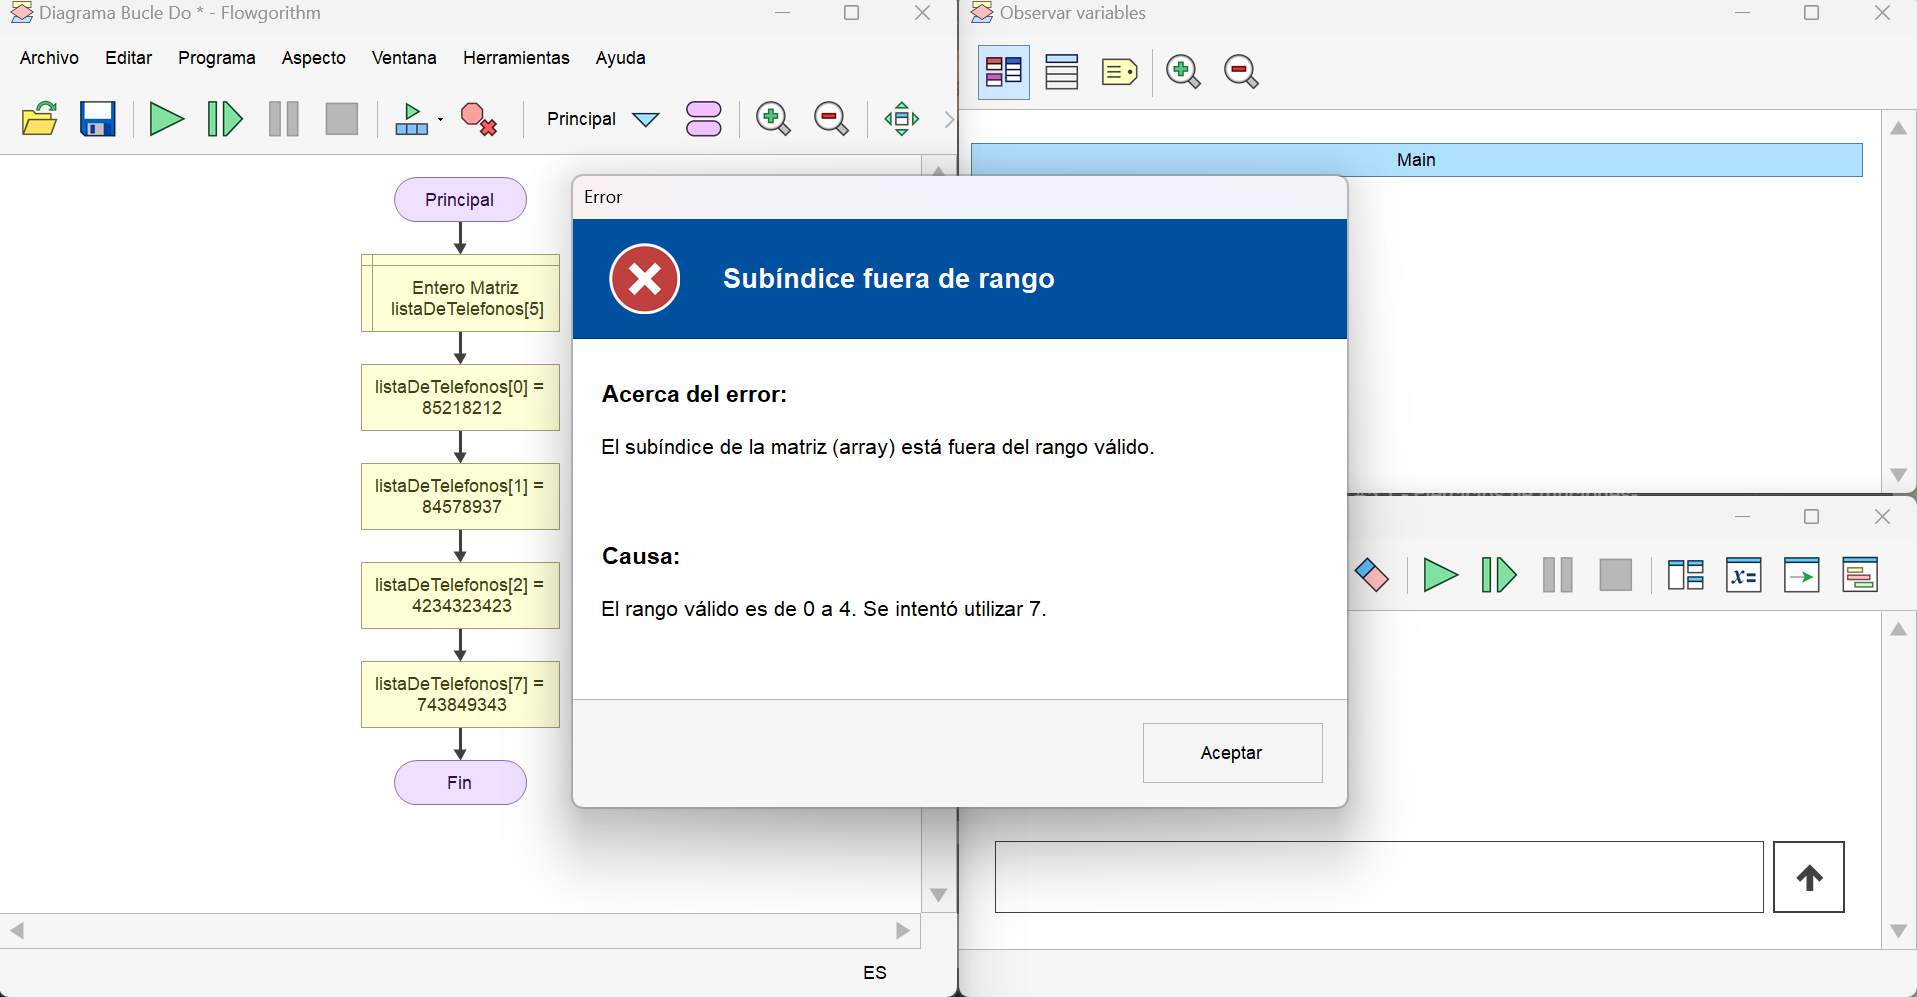 Diagrama Bucle Do * - Flowgorithm
Archivo Editar Programa Aspecto Ventana Herramientas Ayuda
Principal
Principal
Entero Matriz
listaDeTelefonos[5]
listaDeTelefonos[0] =
85218212
listaDeTelefonos[1] =
84578937
listaDeTelefonos[2] =
4234323423
listaDeTelefonos[7] =
743849343
Fin
ES
Observar variables
Main
x=
Error
Subíndice fuera de rango
Acerca del error:
El subíndice de la matriz (array) está fuera del rango válido.
Causa:
El rango válido es de 0 a 4. Se intentó utilizar 7.
Aceptar